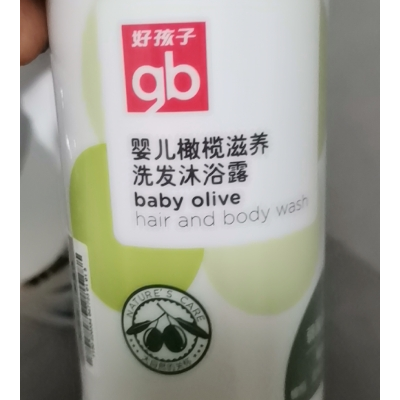 好孩子
gb
婴儿橄榄滋养
洗发沐浴露
baby olive
hair and body wash
NATURE'S CARE